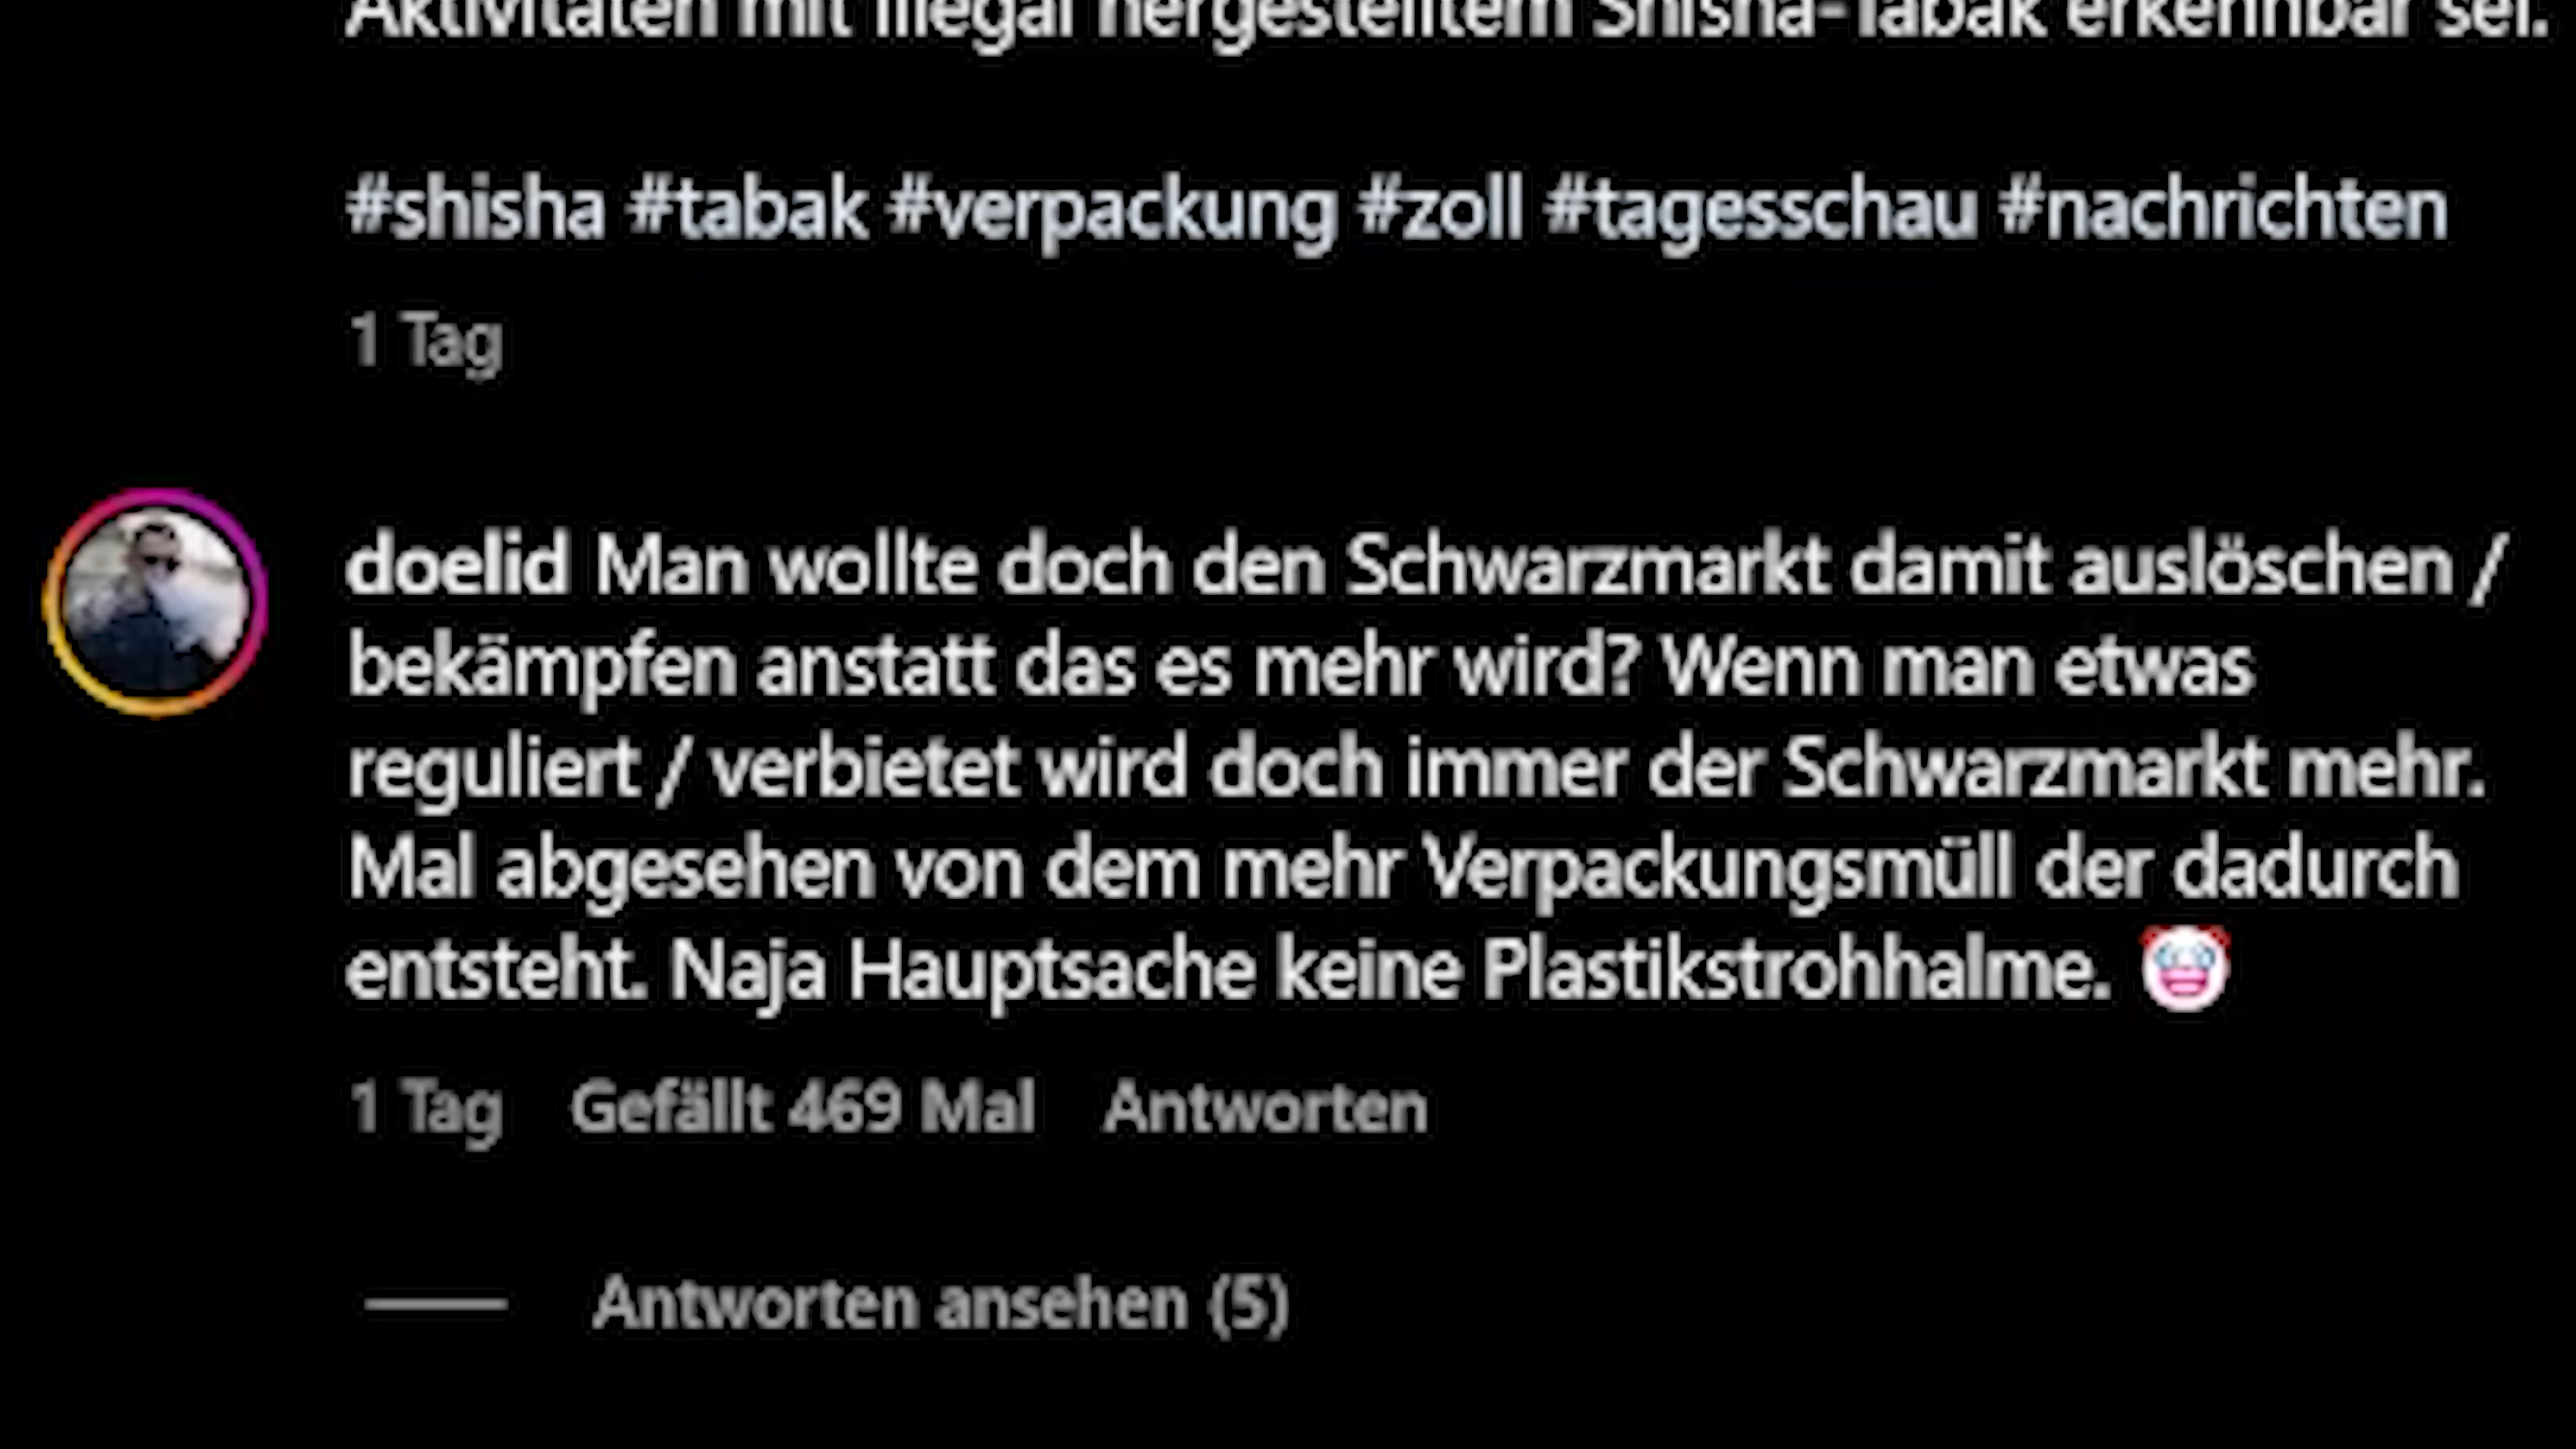 Aktivitäten mit illegal hergestelltem Shisha-Tabak erkennbar sei.
#shisha #tabak #verpackung #zoll #tagesschau #nachrichten
1 Tag
doelid Man wollte doch den Schwarzmarkt damit auslöschen /
bekämpfen anstatt das es mehr wird? Wenn man etwas
reguliert / verbietet wird doch immer der Schwarzmarkt mehr.
Mal abgesehen von dem mehr Verpackungsmüll der dadurch
entsteht. Naja Hauptsache keine Plastikstrohhalme. 🤡
1 Tag Gefällt 469 Mal Antworten
Antworten ansehen (5)